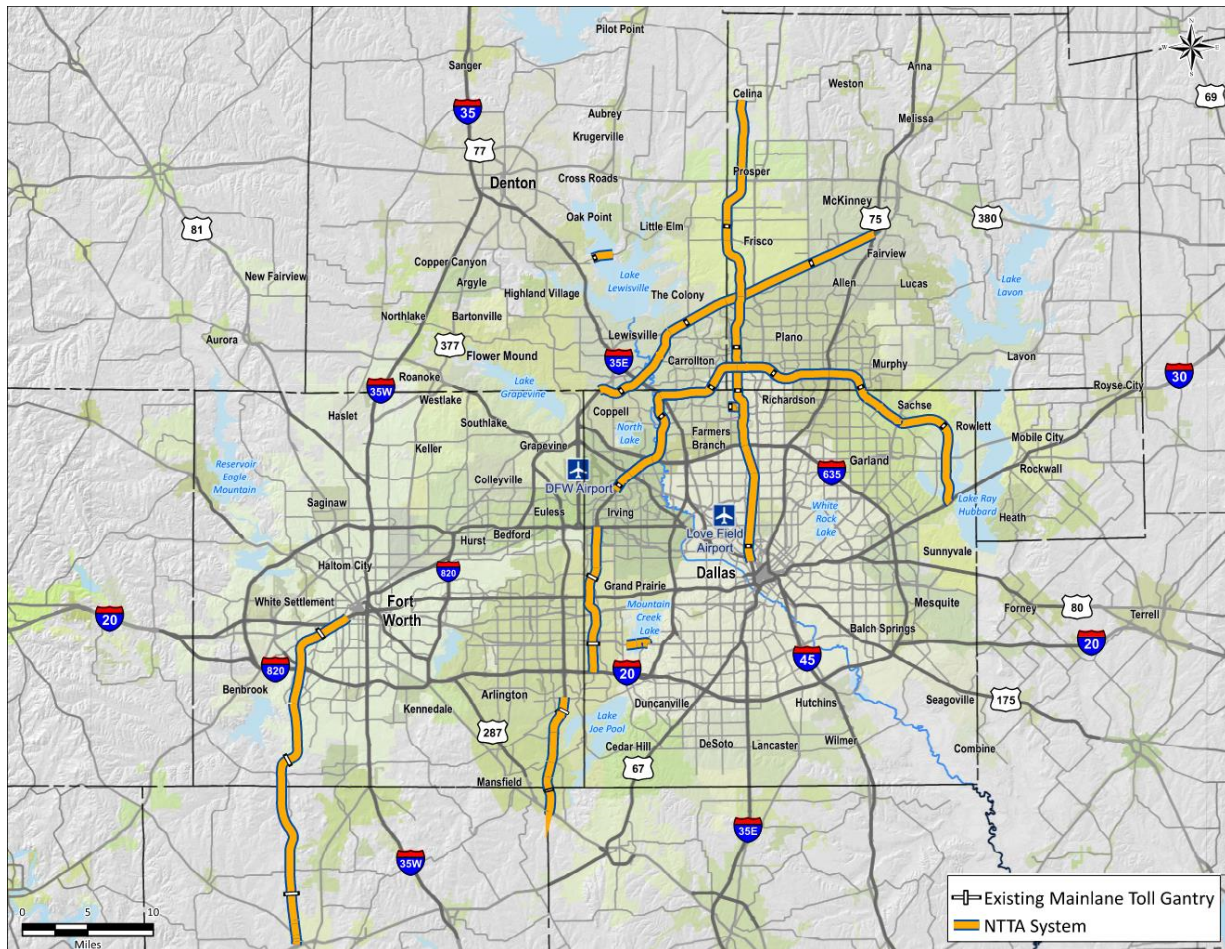 Pilot Point
Sanger
Celina
Weston
Anna
69
35
Aubrey
Krugerville
Melissa
77
Denton
Cross Roads
Prosper
McKinney
Oak Point
Little Elm
75
380
81
Frisco
Fairview
Copper Canyon
New Fairview
Argyle
Lake
Lewisville
Allen
Lucas
Lake
Lavon
Highland Village
The Colony
Northlake
Bartonville
Aurora
377
Flower Mound
Lewisville
35E
Carrollton
Plano
Murphy
Lavon
30
Royse City
Roanoke
35W
Westlake
Lake
Grapevine
Haslet
Coppell
Richardson
Sachse
Southlake
North
Lake
Farmers
Branch
Rowlett
Mobile City
Keller
Grapevine
Reservoir
Eagle
Mountain
DFW Airport
Garland
635
Rockwall
Colleyville
Saginaw
Euless
Irving
White
Rock
Lake
Lake Ray
Hubbard
Heath
Bedford
Hurst
Love Field
Airport
Sunnyvale
Haltom City
820
Dallas
White Settlement
Fort
Worth
Grand Prairie
Mountain
Creek
Lake
Mesquite
Forney
80
Terrell
20
Balch Springs
20
820
45
20
Benbrook
Arlington
Kennedale
Duncanville
Hutchins
Seagoville
175
287
Lake
Joe Pool
Cedar Hill
DeSoto
Lancaster
Wilmer
Combine
67
Mansfield
35E
35W
0 5 10
Miles
Existing Mainlane Toll Gantry
NTTA System